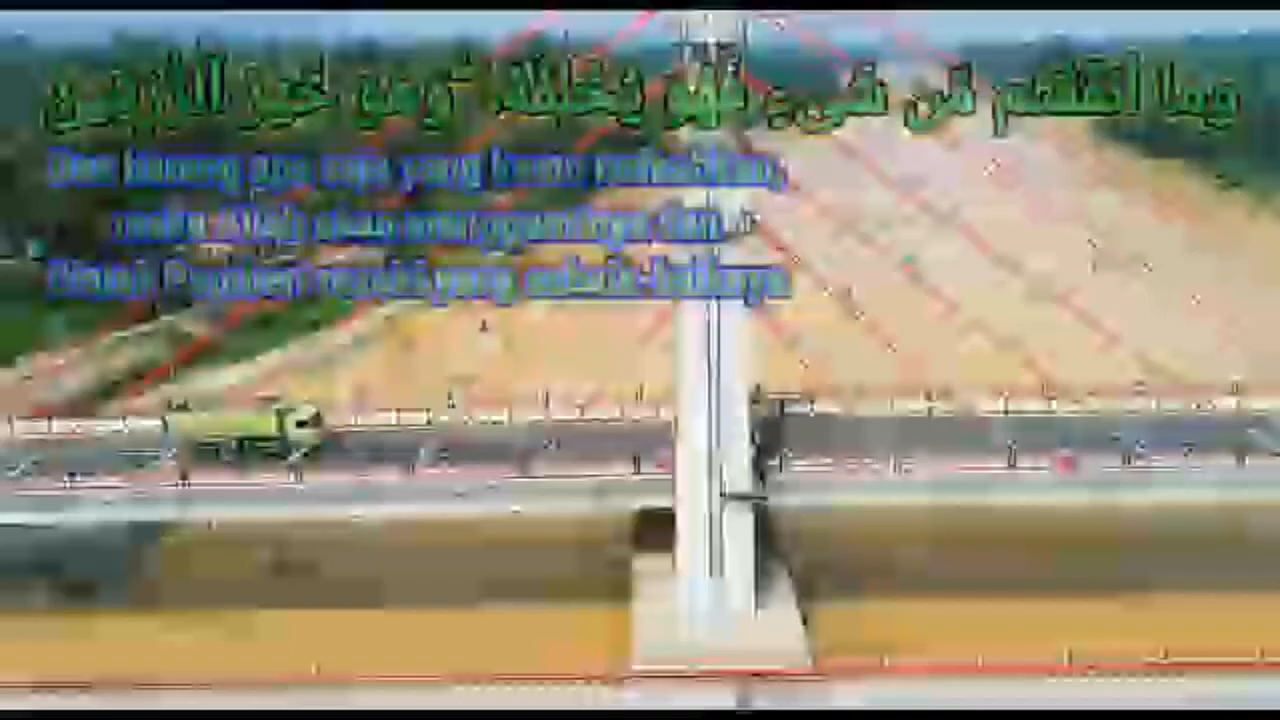 وما أنفقتم من شيء فهو يخلفه وهو خير الرازقين
Dan barang apa saja yang kamu nafkahkan,
maka Allah akan menggantinya dan
Dialah Pemberi rezeki yang sebaik-baiknya